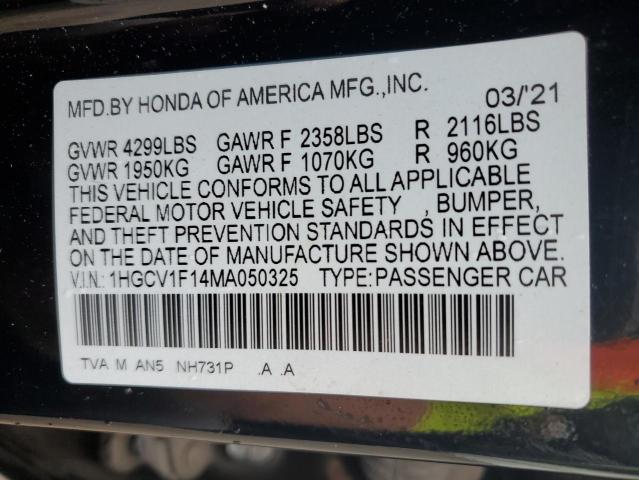 MFD.BY HONDA OF AMERICA MFG.,INC. 03/'21
GVWR 4299LBS GAWR F 2358LBS R 2116LBS
GVWR 1950KG GAWR F 1070KG R 960KG
THIS VEHICLE CONFORMS TO ALL APPLICABLE
FEDERAL MOTOR VEHICLE SAFETY , BUMPER,
AND THEFT PREVENTION STANDARDS IN EFFECT
ON THE DATE OF MANUFACTURE SHOWN ABOVE.
V.I.N.: 1HGCV1F14MA050325 TYPE:PASSENGER CAR
TVA M AN5 NH731P .A .A